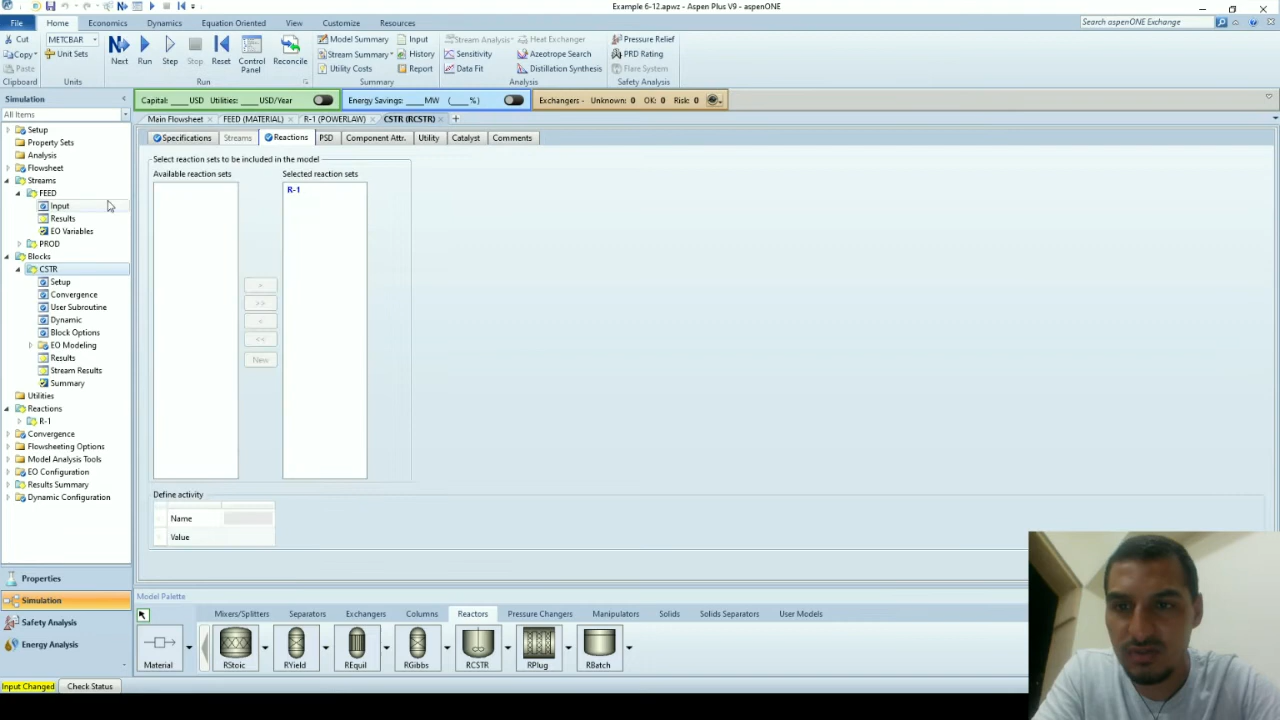 Example 6-12.apwz - Aspen Plus V9 - aspenONE
File Home Economics Dynamics Equation Oriented View Customize Resources Search aspenONE Exchange
Cut METCBAR Next Run Step Stop Reset Control Panel Reconcile Model Summary Input Stream Analysis Heat Exchanger Pressure Relief
Copy Unit Sets Stream Summary History Sensitivity Azeotrope Search PRD Rating
Paste Utility Costs Report Data Fit Distillation Synthesis Flare System
Clipboard Units Run Summary Analysis Safety Analysis
Simulation
All Items
Capital: ____ USD Utilities: ____ USD/Year Energy Savings: ____ MW (____ %) Exchangers - Unknown: 0 OK: 0 Risk: 0
Main Flowsheet FEED (MATERIAL) R-1 (POWERLAW) CSTR (RCSTR) +
Setup
Property Sets
Analysis
Flowsheet
Streams
FEED
Input
Results
EO Variables
PROD
Blocks
CSTR
Setup
Convergence
User Subroutine
Dynamic
Block Options
EO Modeling
Results
Stream Results
Summary
Utilities
Reactions
R-1
Convergence
Flowsheeting Options
Model Analysis Tools
EO Configuration
Results Summary
Dynamic Configuration
Properties
Simulation
Safety Analysis
Energy Analysis
Specifications Streams Reactions PSD Component Attr. Utility Catalyst Comments
Select reaction sets to be included in the model
Available reaction sets Selected reaction sets
R-1
>
>>
<
<<
New
Define activity
Name
Value
Model Palette
Mixers/Splitters Separators Exchangers Columns Reactors Pressure Changers Manipulators Solids Solids Separators User Models
Material RStoic RYield REquil RGibbs RCSTR RPlug RBatch
Input Changed Check Status